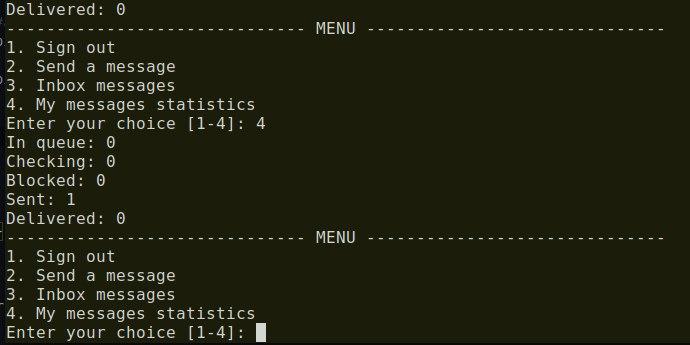 Delivered: 0
------------------------------ MENU ------------------------------
1. Sign out
2. Send a message
3. Inbox messages
4. My messages statistics
Enter your choice [1-4]: 4
In queue: 0
Checking: 0
Blocked: 0
Sent: 1
Delivered: 0
------------------------------ MENU ------------------------------
1. Sign out
2. Send a message
3. Inbox messages
4. My messages statistics
Enter your choice [1-4]: